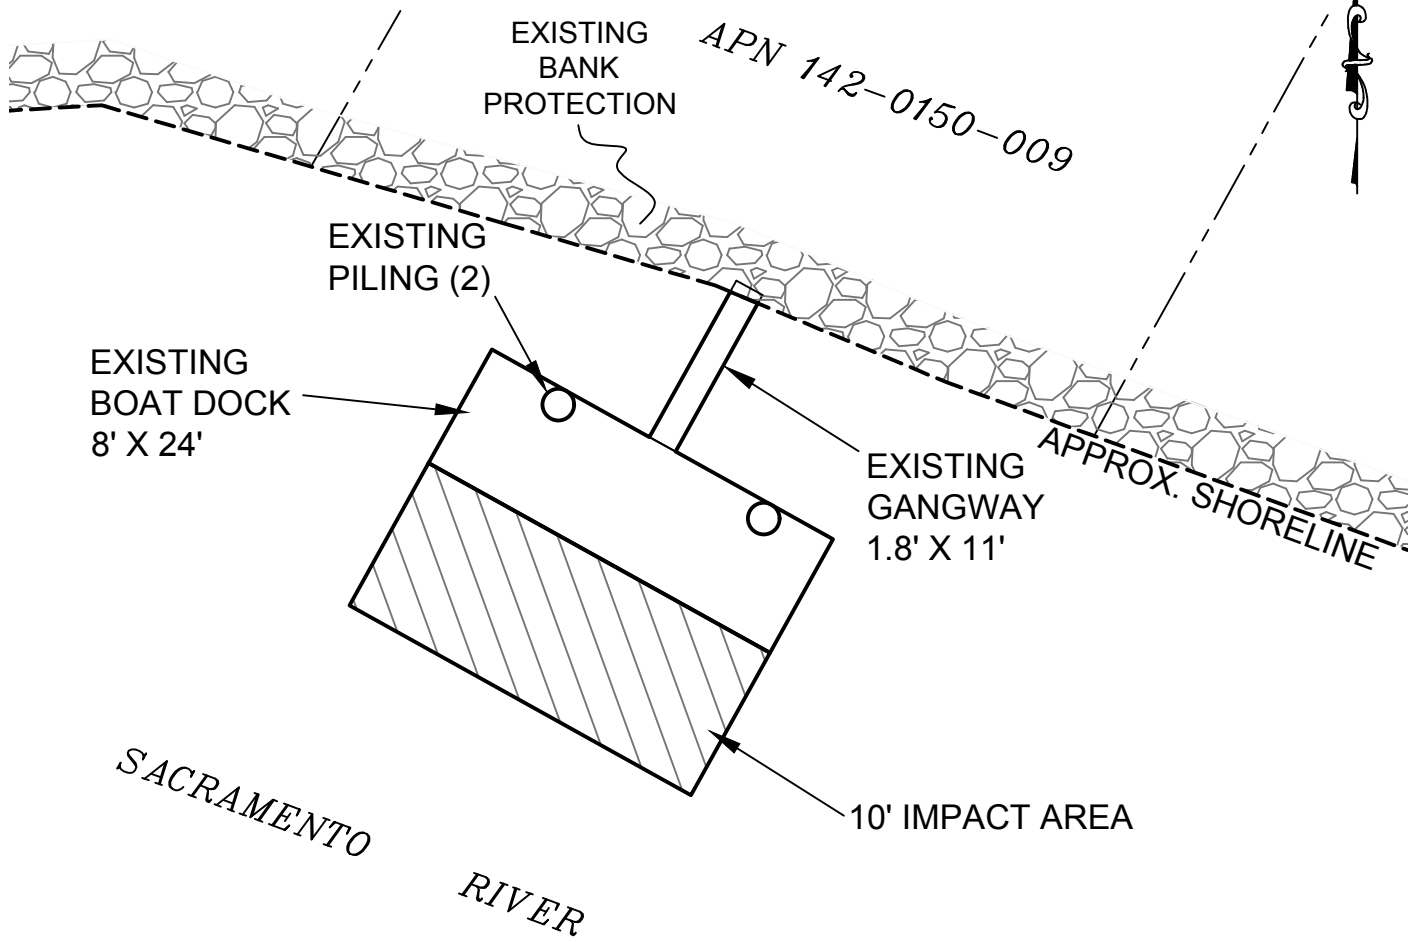 EXISTING
BANK
PROTECTION
APN 142-0150-009
EXISTING
PILING (2)
EXISTING
BOAT DOCK
8' X 24'
EXISTING
GANGWAY
1.8' X 11'
APPROX. SHORELINE
10' IMPACT AREA
SACRAMENTO
RIVER